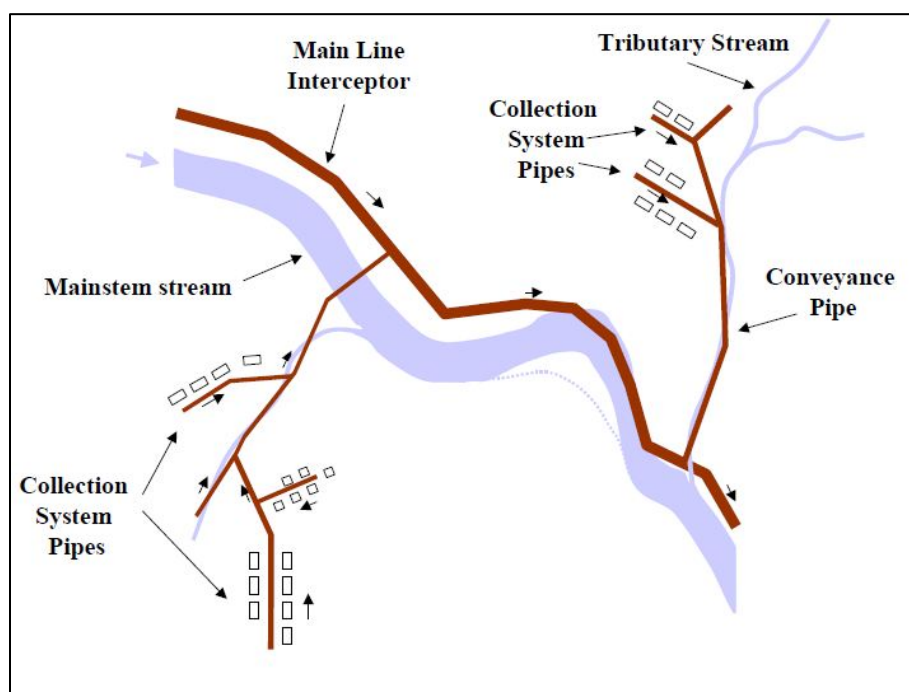 Main Line
Interceptor
Tributary Stream
Collection
System
Pipes
Mainstem stream
Conveyance
Pipe
Collection
System
Pipes